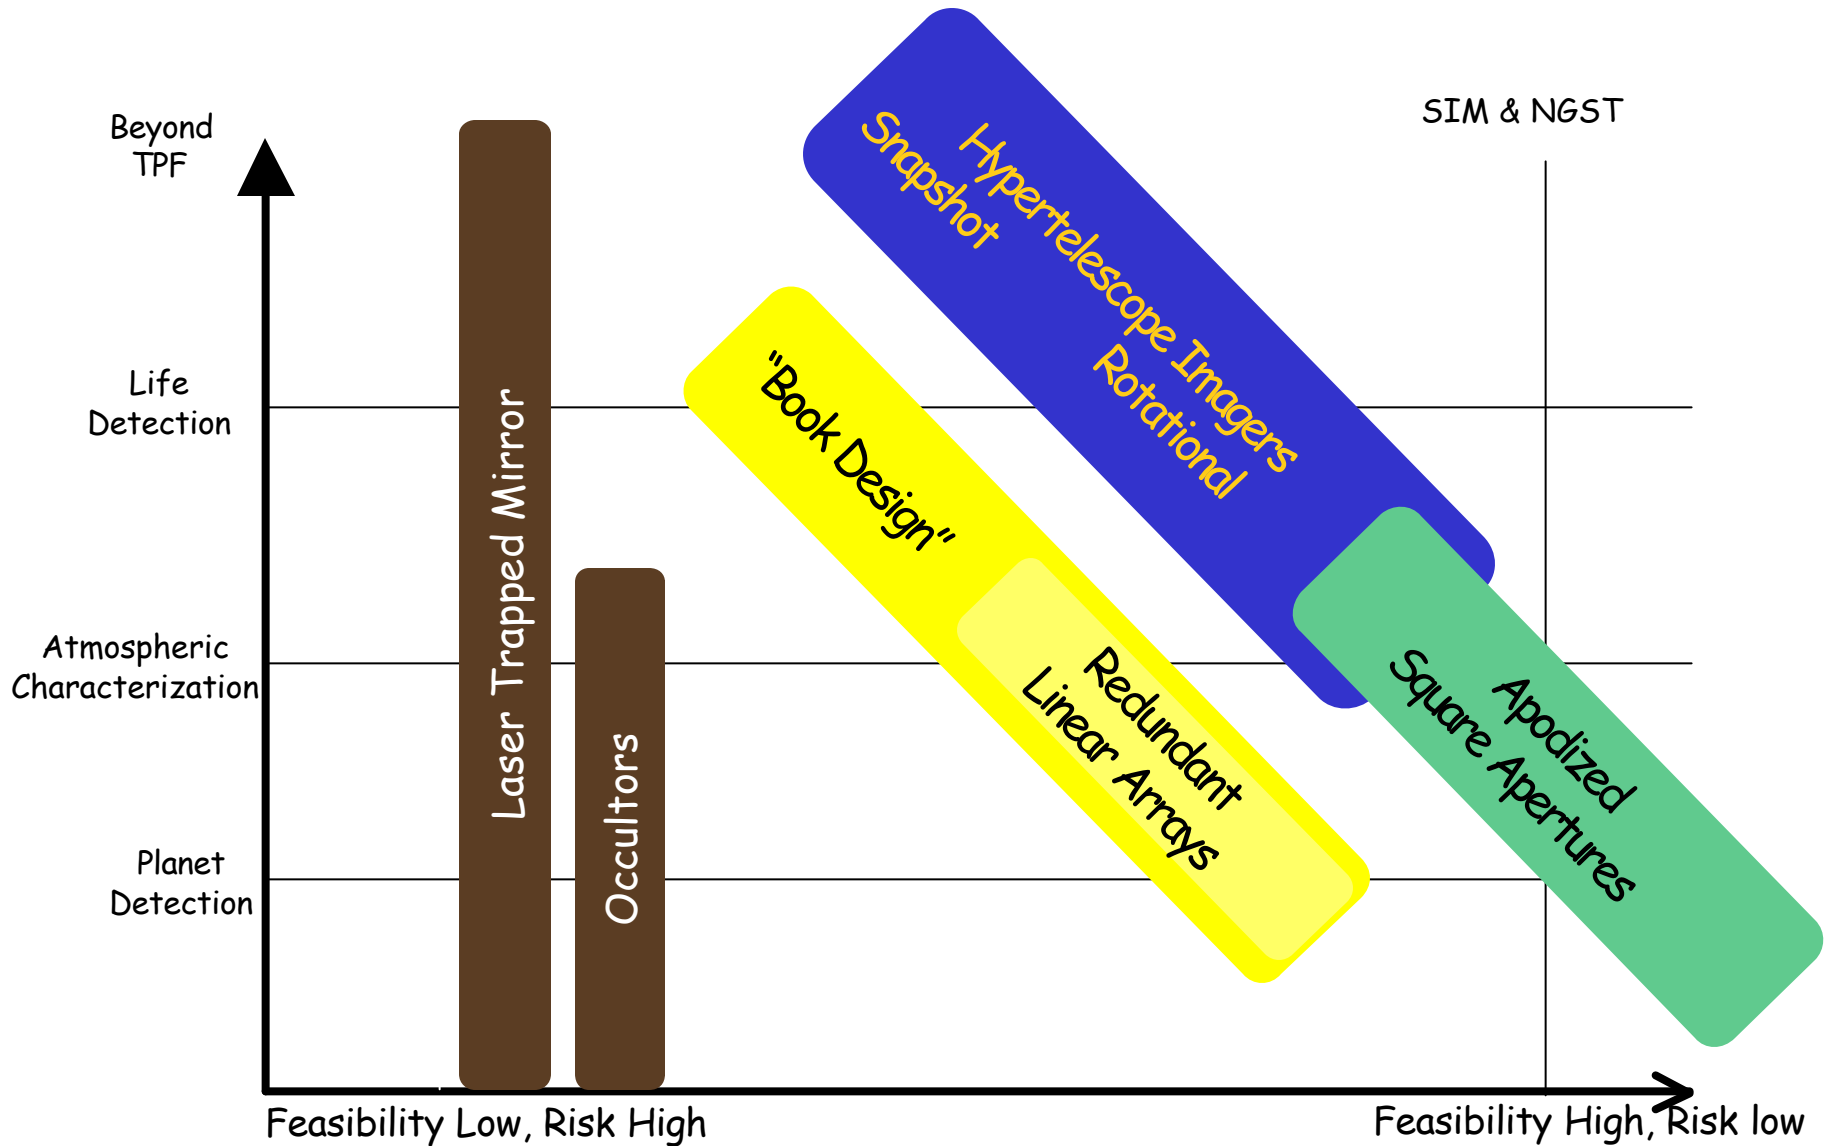 Beyond
TPF
SIM & NGST
Hypertelescope Imagers
Snapshot
Rotational
Life
Detection
"Book Design"
Laser Trapped Mirror
Atmospheric
Characterization
Redundant
Linear Arrays
Apodized
Square Apertures
Occultors
Planet
Detection
Feasibility Low, Risk High
Feasibility High, Risk low